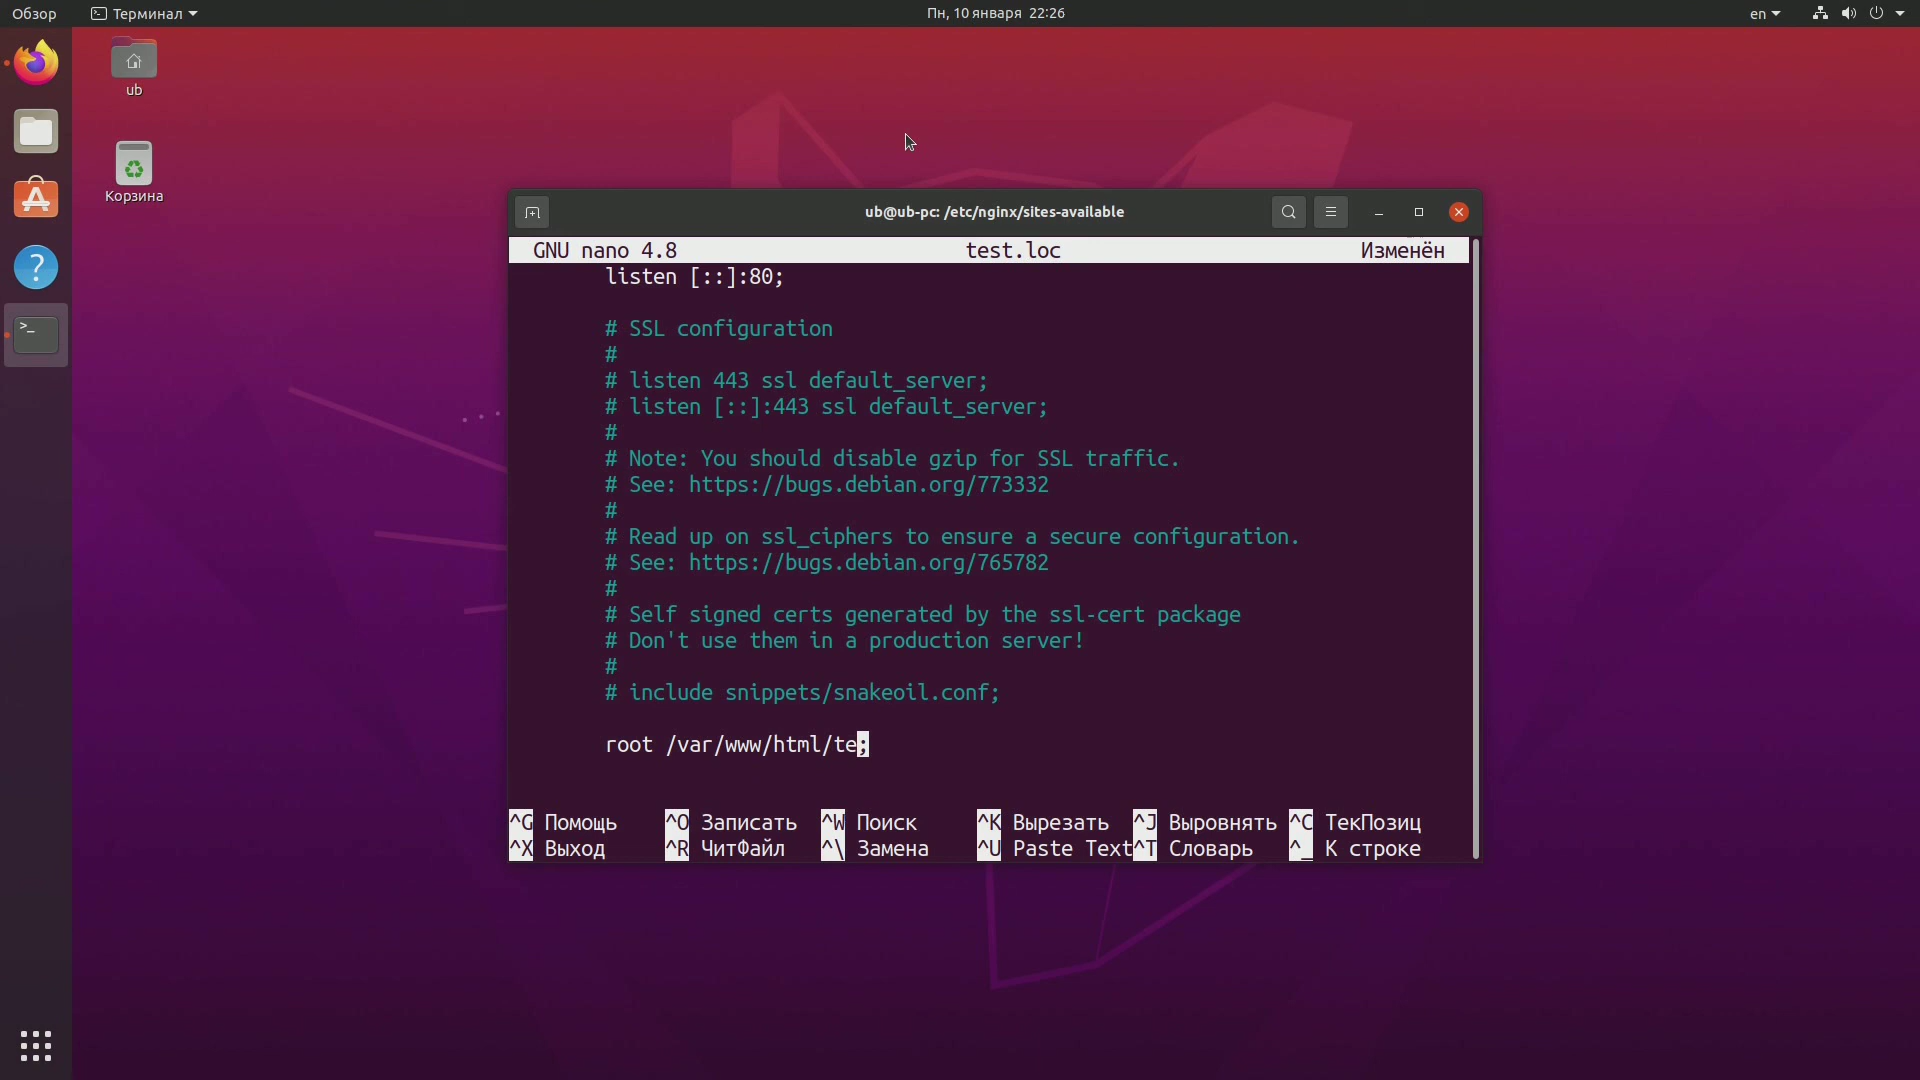 Обзор
Терминал
Пн, 10 января 22:26
en
ub
Корзина
ub@ub-pc: /etc/nginx/sites-available
GNU nano 4.8 test.loc Изменён
listen [::]:80;
# SSL configuration
#
# listen 443 ssl default_server;
# listen [::]:443 ssl default_server;
#
# Note: You should disable gzip for SSL traffic.
# See: https://bugs.debian.org/773332
#
# Read up on ssl_ciphers to ensure a secure configuration.
# See: https://bugs.debian.org/765782
#
# Self signed certs generated by the ssl-cert package
# Don't use them in a production server!
#
# include snippets/snakeoil.conf;
root /var/www/html/te;
^G Помощь ^O Записать ^W Поиск ^K Вырезать ^J Выровнять ^C ТекПозиц
^X Выход ^R ЧитФайл ^\ Замена ^U Paste Text ^T Словарь ^_ К строке